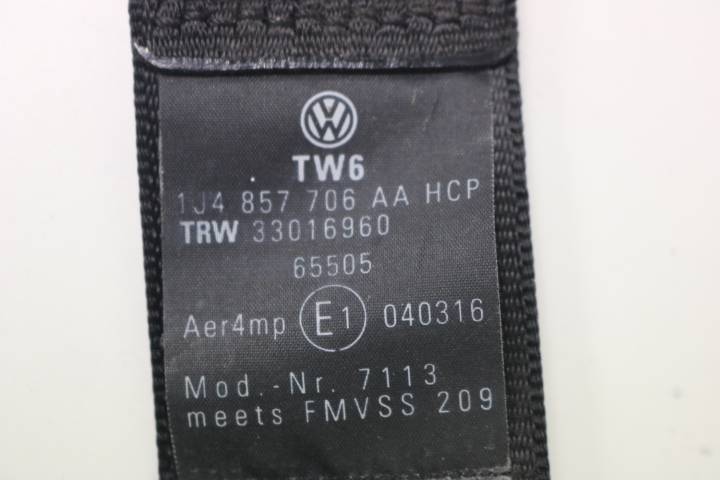 TW6
1J4 857 706 AA HCP
TRW 33016960
65505
Aer4mp E1 040316
Mod.-Nr. 7113
meets FMVSS 209